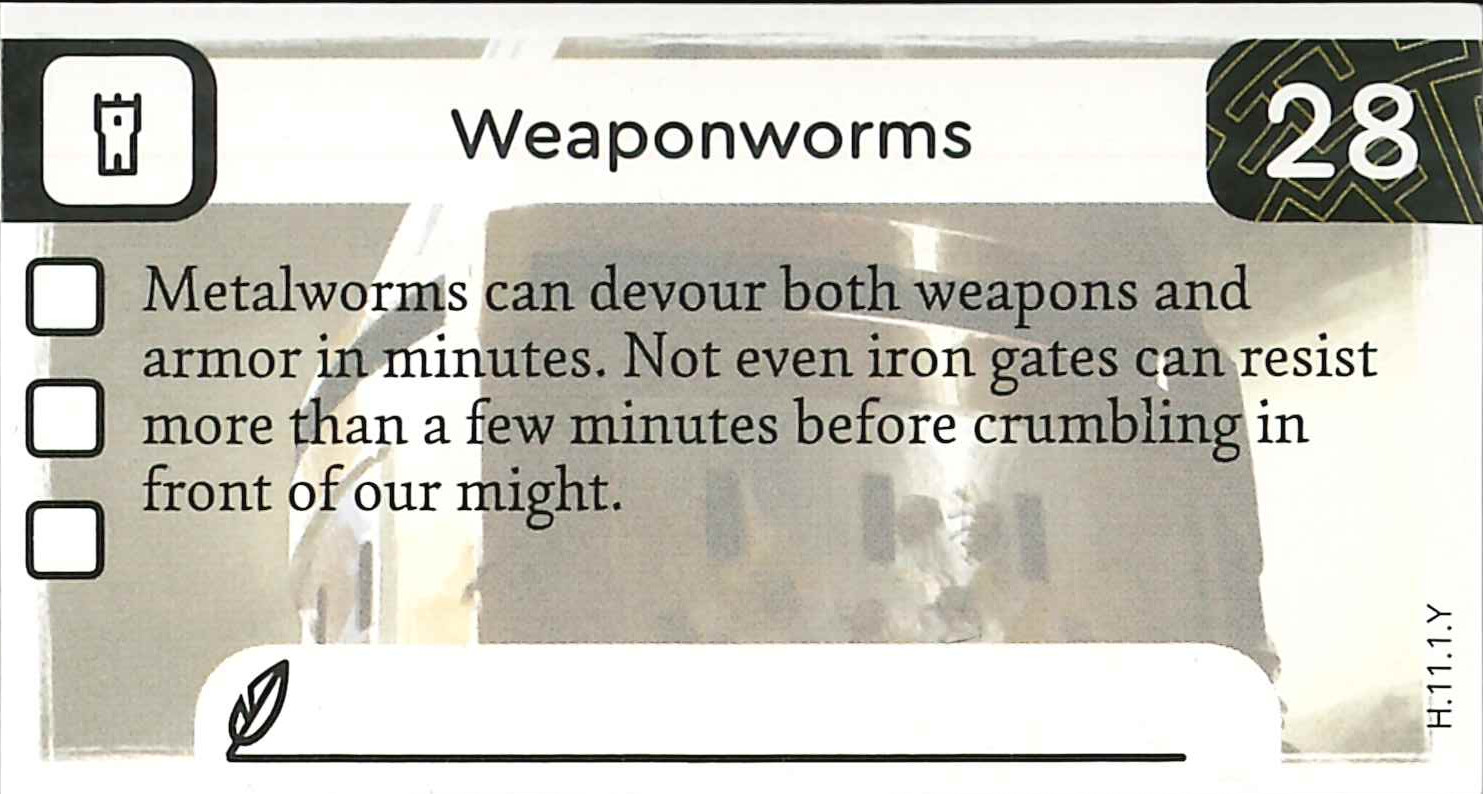 Weaponworms
28
Metalworms can devour both weapons and
armor in minutes. Not even iron gates can resist
more than a few minutes before crumbling in
front of our might.
H.11.1.Y